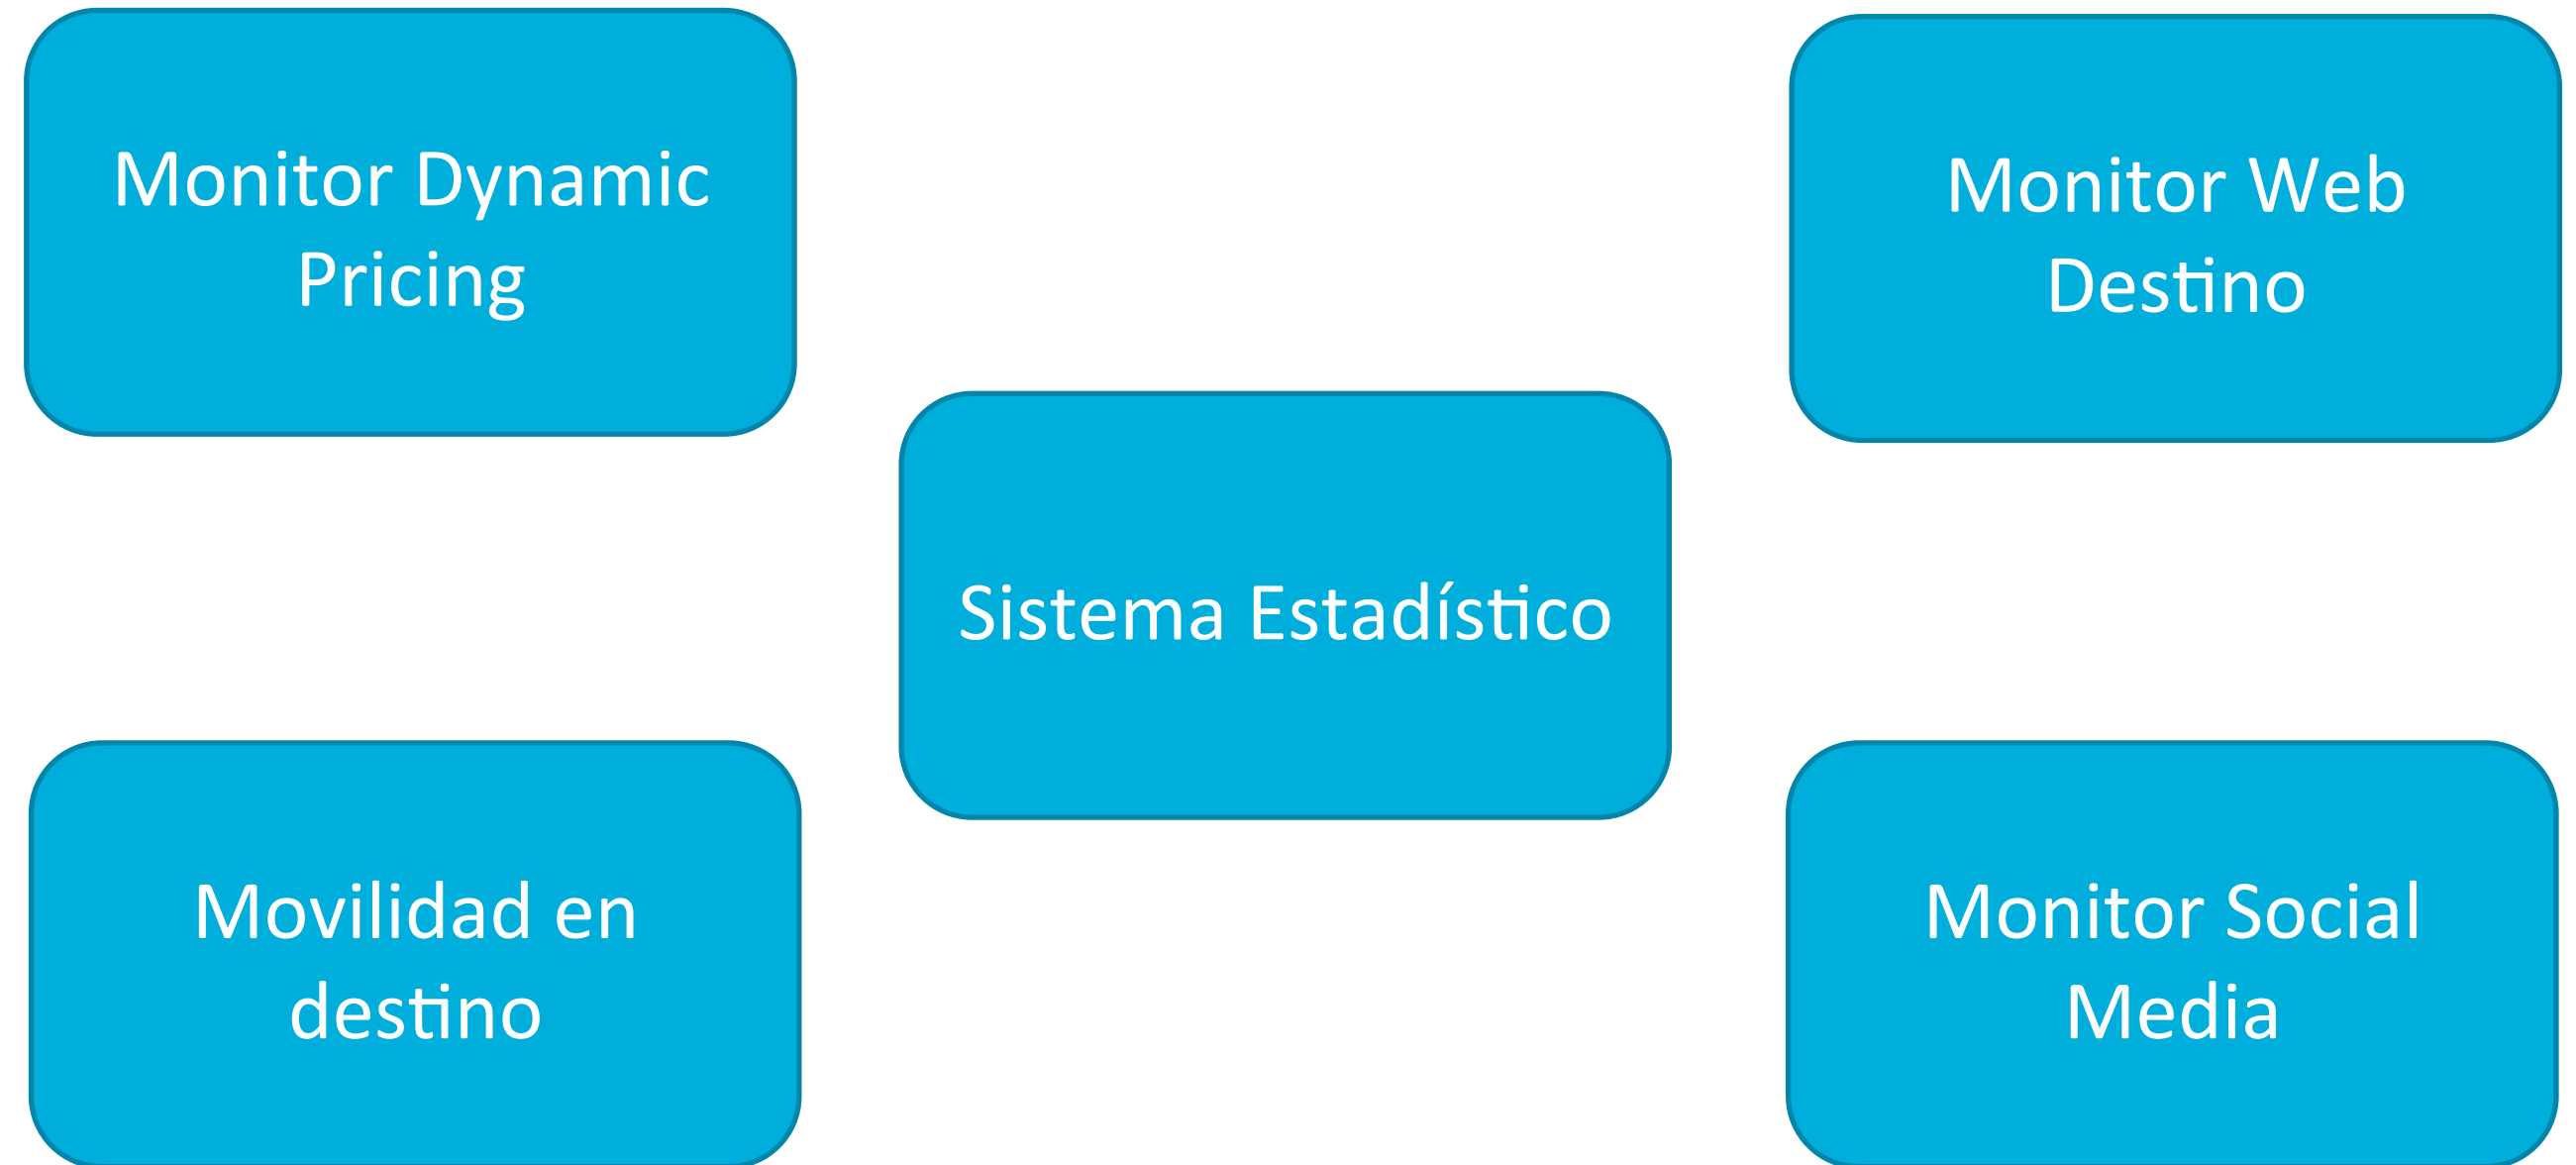 Monitor Dynamic
Pricing
Monitor Web
Destino
Sistema Estadístico
Movilidad en
destino
Monitor Social
Media